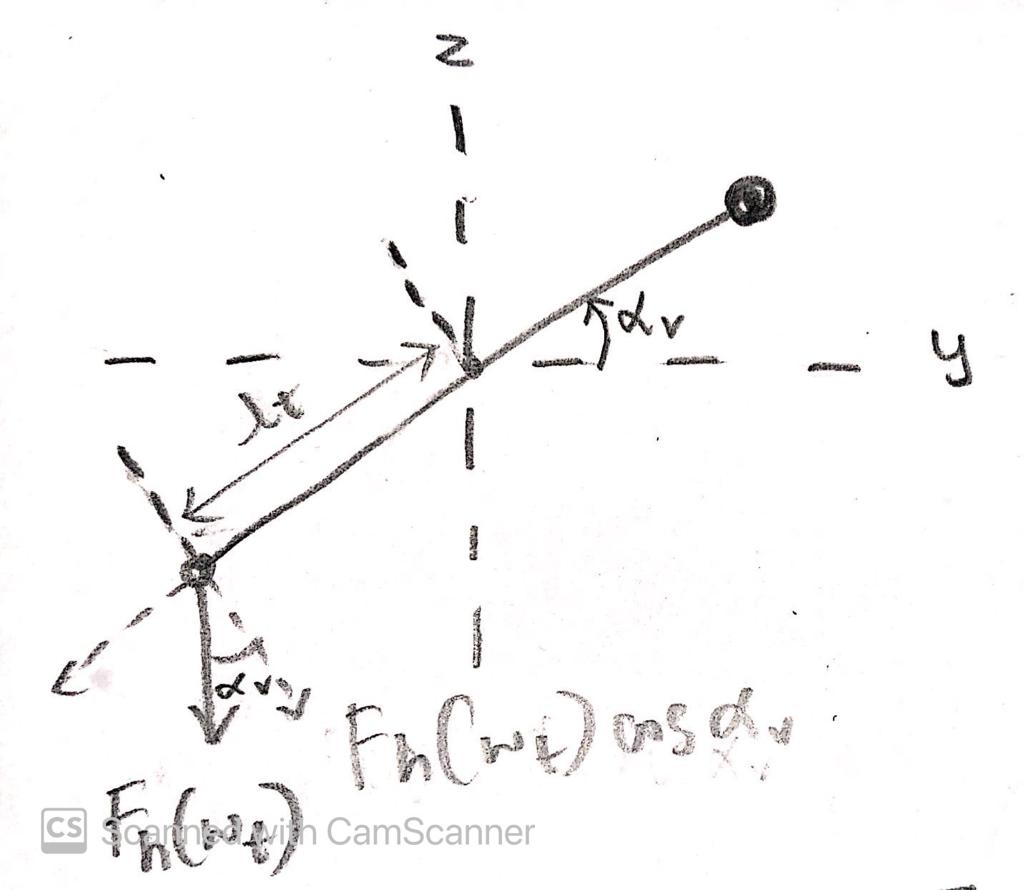 z
αv
y
lt
αv
Fh(ωt) cos αv
Fh(ωt)
CS Scanned with CamScanner